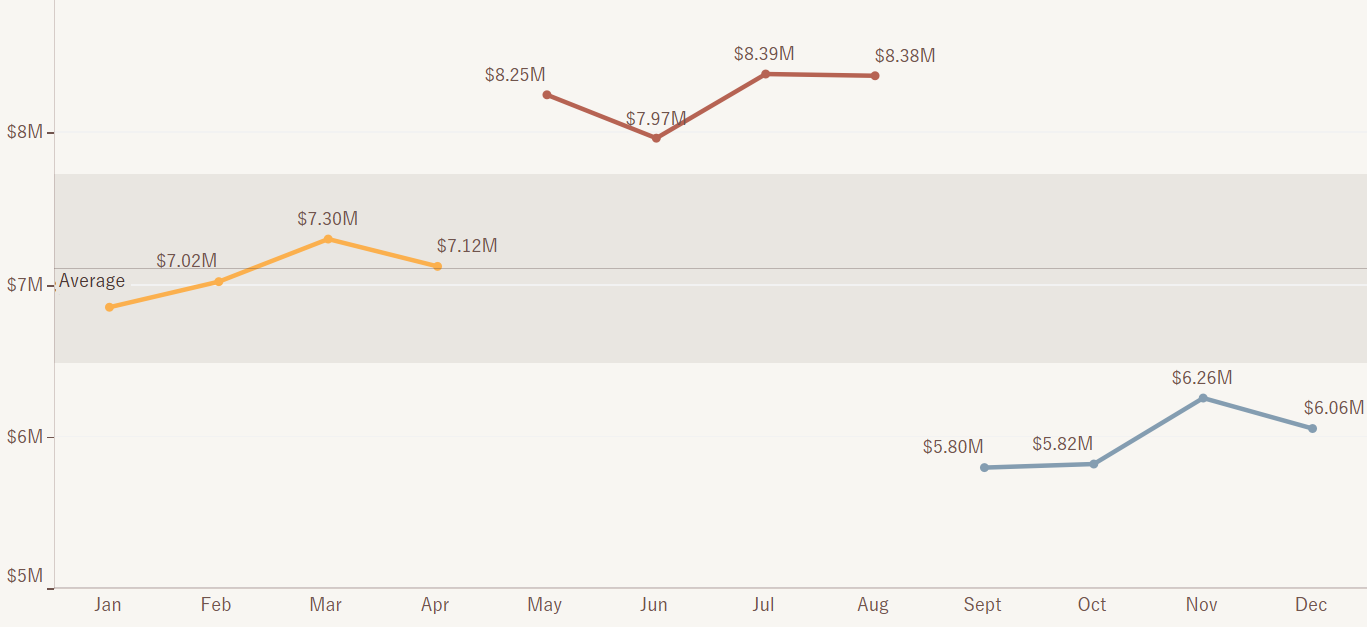 $8.39M
$8.38M
$8.25M
$7.97M
$8M
$7.30M
$7.12M
$7.02M
Average
$7M
$6.26M
$6.06M
$6M
$5.80M
$5.82M
$5M
Jan Feb Mar Apr May Jun Jul Aug Sept Oct Nov Dec